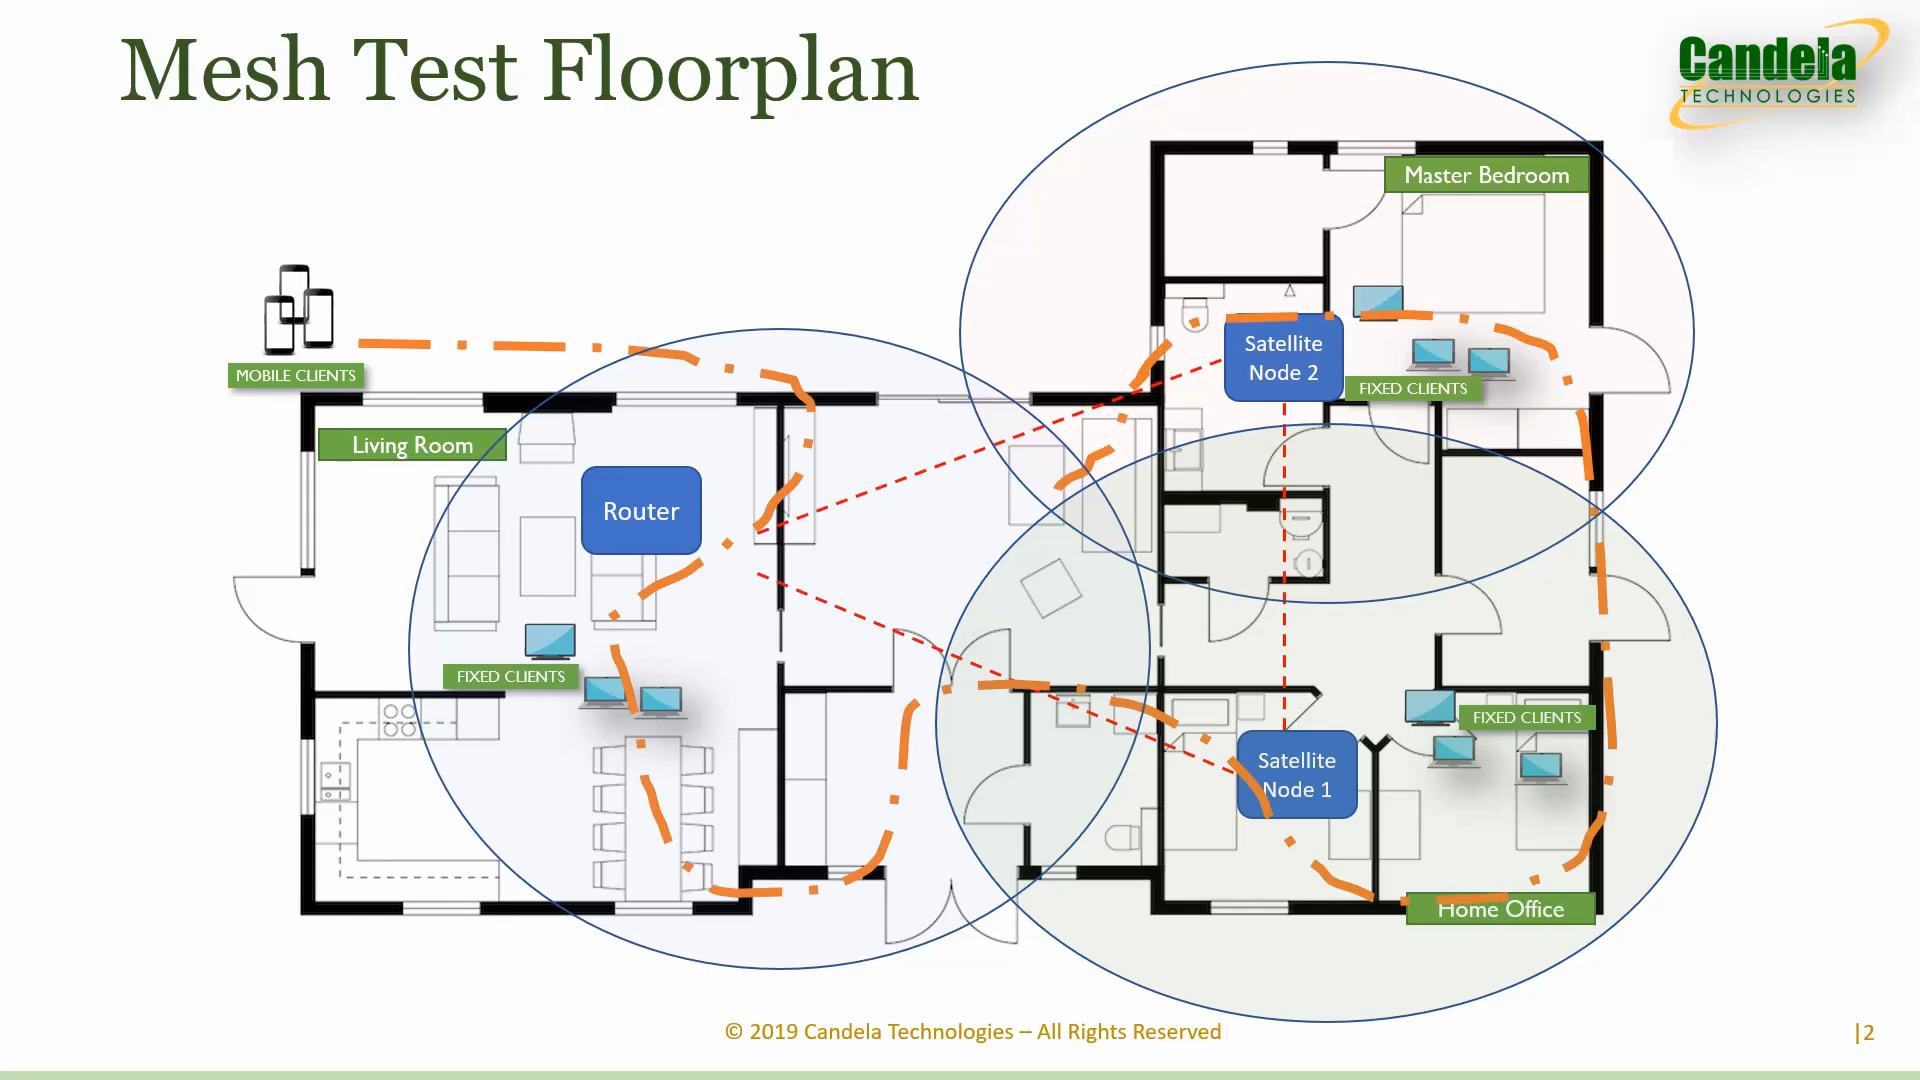 Mesh Test Floorplan
Candela
TECHNOLOGIES
Master Bedroom
MOBILE CLIENTS
Satellite
Node 2
FIXED CLIENTS
Living Room
Router
FIXED CLIENTS
FIXED CLIENTS
Satellite
Node 1
Home Office
© 2019 Candela Technologies – All Rights Reserved
|2